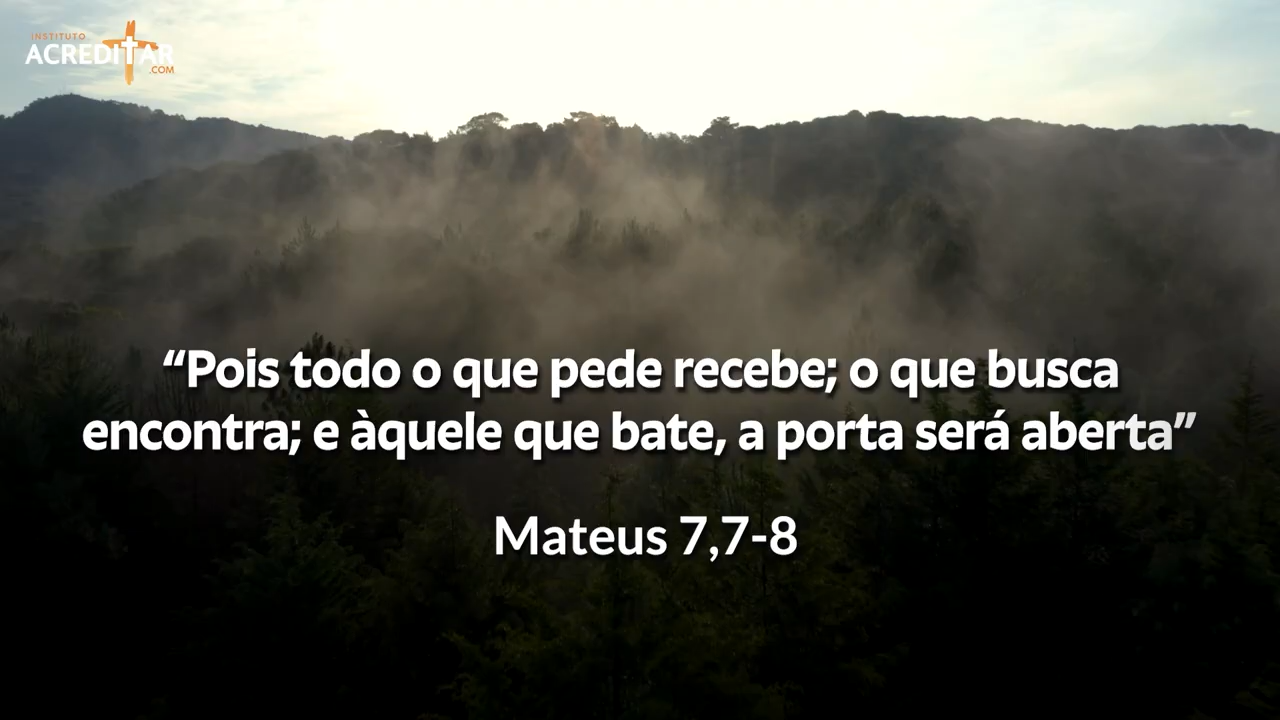 INSTITUTO
ACREDITAR
.COM
“Pois todo o que pede recebe; o que busca
encontra; e àquele que bate, a porta será aberta”
Mateus 7,7-8